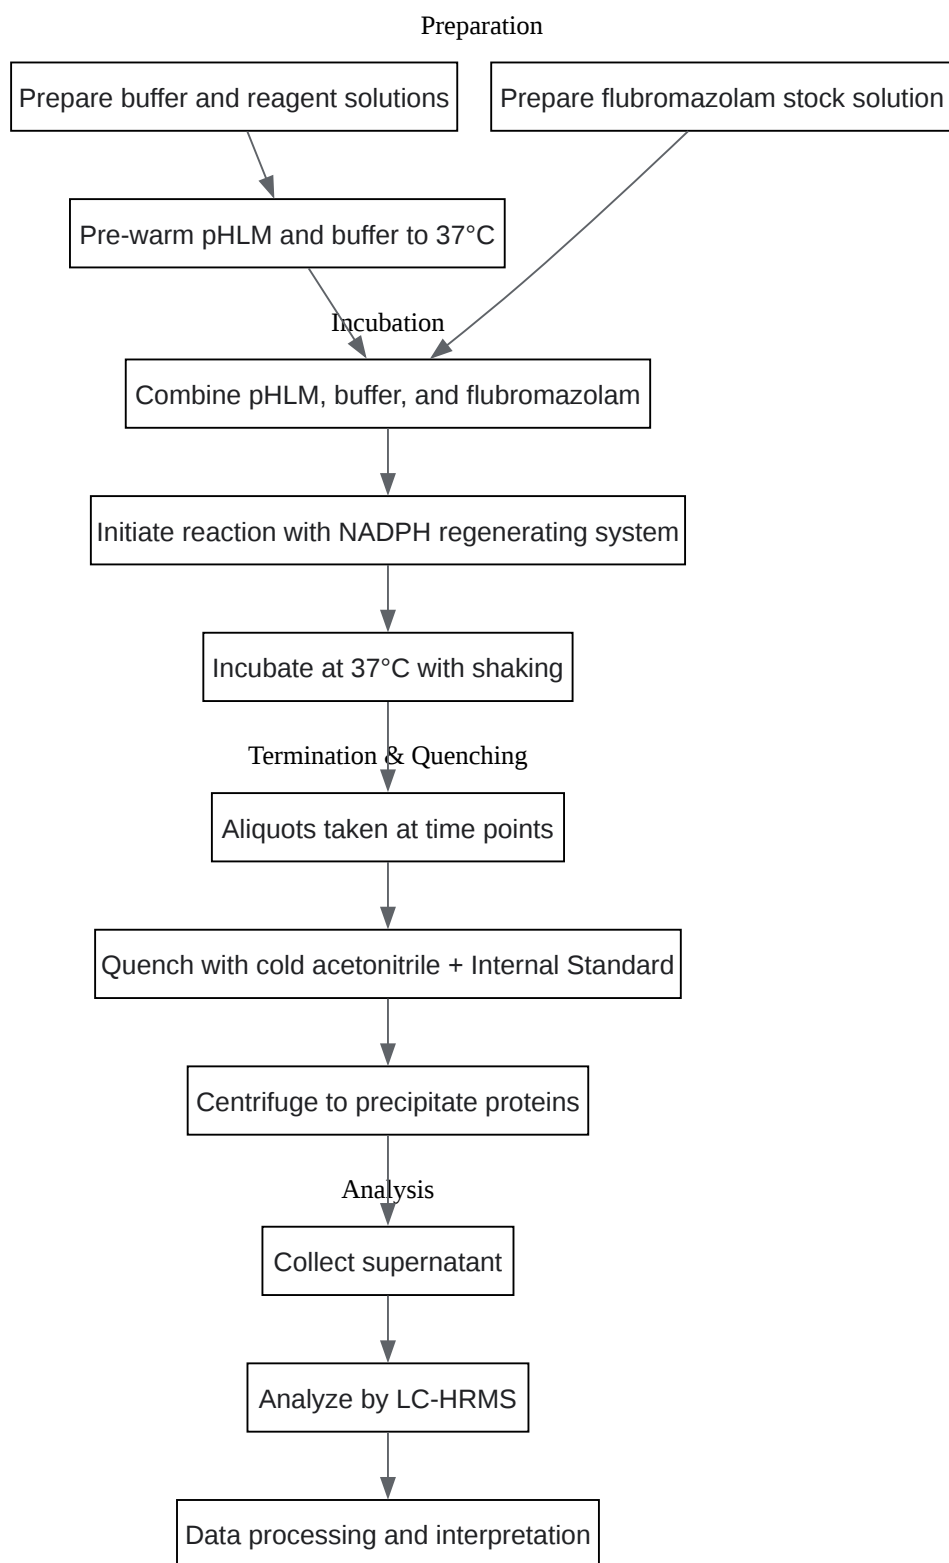 Preparation
Prepare buffer and reagent solutions
Prepare flubromazolam stock solution
Pre-warm pHLM and buffer to 37°C
Incubation
Combine pHLM, buffer, and flubromazolam
Initiate reaction with NADPH regenerating system
Incubate at 37°C with shaking
Termination & Quenching
Aliquots taken at time points
Quench with cold acetonitrile + Internal Standard
Centrifuge to precipitate proteins
Analysis
Collect supernatant
Analyze by LC-HRMS
Data processing and interpretation